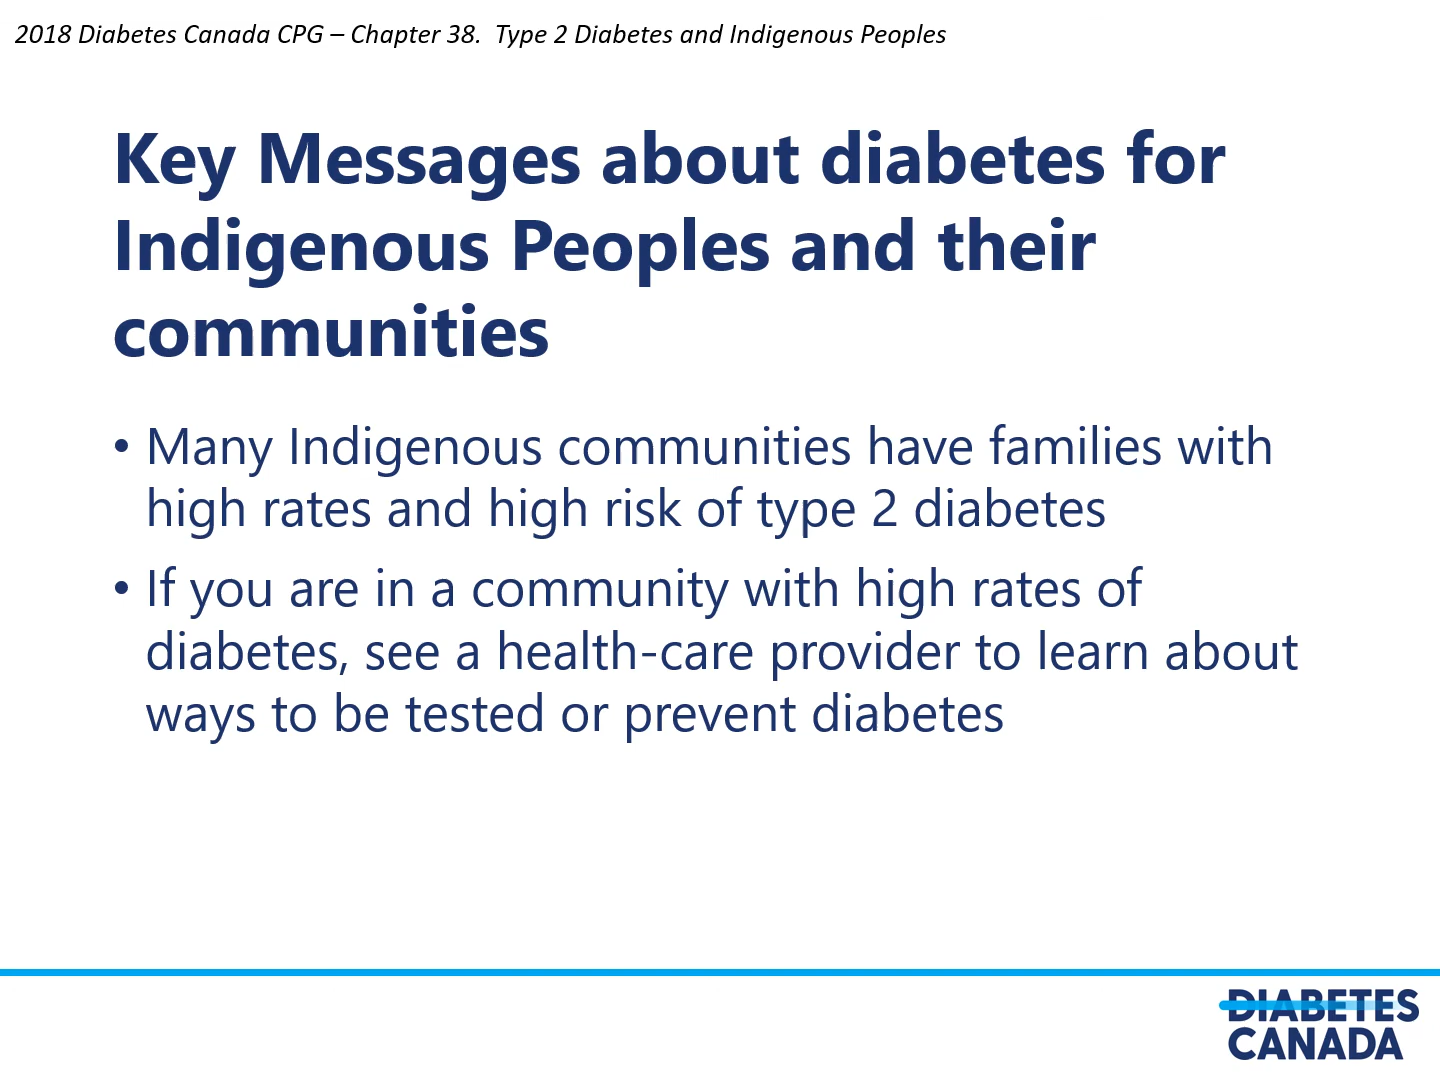 2018 Diabetes Canada CPG – Chapter 38.  Type 2 Diabetes and Indigenous Peoples
Key Messages about diabetes for
Indigenous Peoples and their
communities
• Many Indigenous communities have families with
high rates and high risk of type 2 diabetes
• If you are in a community with high rates of
diabetes, see a health-care provider to learn about
ways to be tested or prevent diabetes
DIABETES
CANADA